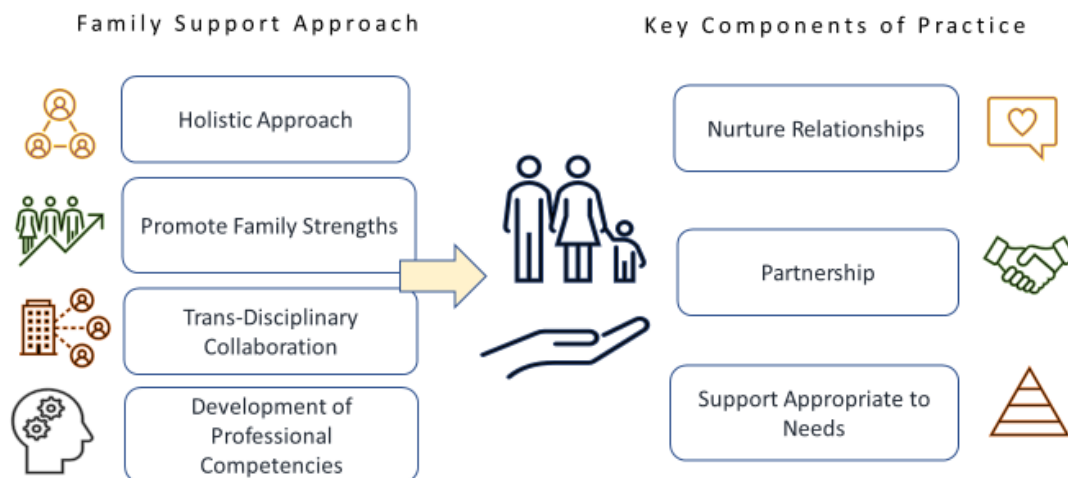 Family Support Approach
Key Components of Practice
Holistic Approach
Promote Family Strengths
Trans-Disciplinary
Collaboration
Development of
Professional
Competencies
Nurture Relationships
Partnership
Support Appropriate to
Needs